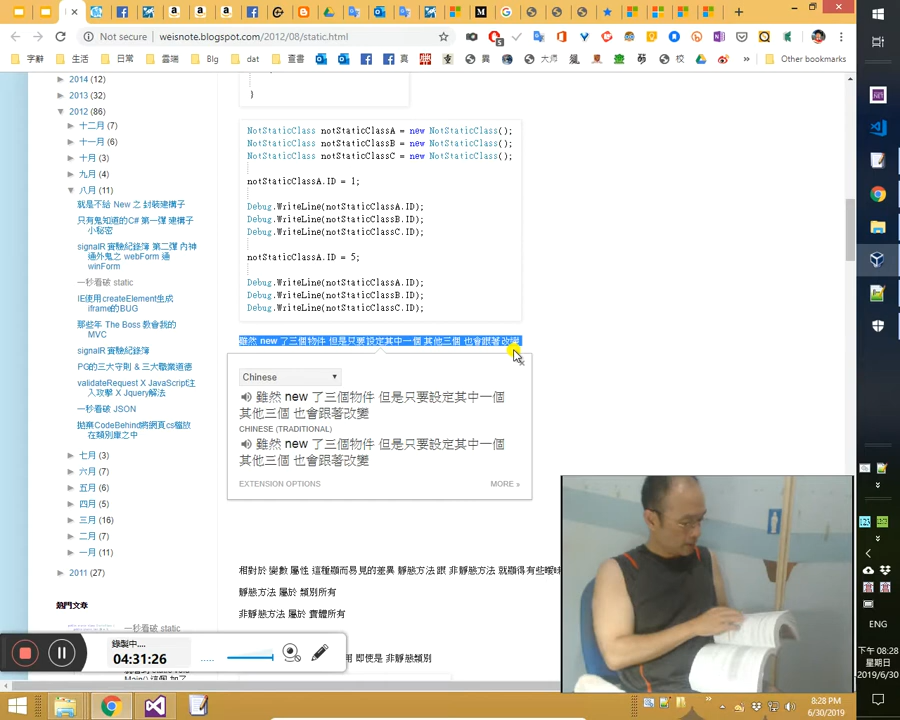 Not secure
weisnote.blogspot.com/2012/08/static.html
字辭
生活
日常
雲端
Blg
dat
查書
真
異
大师
校
Other bookmarks
2014 (12)
2013 (32)
2012 (86)
十二月 (7)
十一月 (6)
十月 (3)
九月 (4)
八月 (11)
就是不給 New 之 封裝建構子
只有鬼知道的C# 第一彈 建構子
小秘密
signalR 實驗紀錄簿 第二彈 內神
通外鬼之 webForm 通
winForm
一秒看破 static
IE使用createElement生成
iframe的BUG
那些年 The Boss 教會我的
MVC
signalR 實驗紀錄簿
PG的三大守則 & 三大職業道德
validateRequest X JavaScript注
入攻擊 X Jquery解法
一秒看破 JSON
拋棄CodeBehind將網頁cs檔放
在類別庫之中
七月 (3)
六月 (7)
五月 (6)
四月 (5)
三月 (16)
二月 (7)
一月 (11)
2011 (27)
熱門文章
一秒看破 static
}
NotStaticClass notStaticClassA = new NotStaticClass();
NotStaticClass notStaticClassB = new NotStaticClass();
NotStaticClass notStaticClassC = new NotStaticClass();
notStaticClassA.ID = 1;
Debug.WriteLine(notStaticClassA.ID);
Debug.WriteLine(notStaticClassB.ID);
Debug.WriteLine(notStaticClassC.ID);
notStaticClassA.ID = 5;
Debug.WriteLine(notStaticClassA.ID);
Debug.WriteLine(notStaticClassB.ID);
Debug.WriteLine(notStaticClassC.ID);
雖然 new 了三個物件 但是只要設定其中一個 其他三個 也會跟著改變
Chinese
雖然 new 了三個物件 但是只要設定其中一個
其他三個 也會跟著改變
CHINESE (TRADITIONAL)
雖然 new 了三個物件 但是只要設定其中一個
其他三個 也會跟著改變
EXTENSION OPTIONS
MORE »
相對於 變數 屬性 這種顯而易見的差異 靜態方法 跟 非靜態方法 就顯得有些曖昧
靜態方法 屬於 類別所有
非靜態方法 屬於 實體所有
用 即使是 非靜態類別
錄製中....
04:31:26
Main() 這個 加了
ENG
下午 08:28
星期日
2019/6/30
8:28 PM
6/30/2019